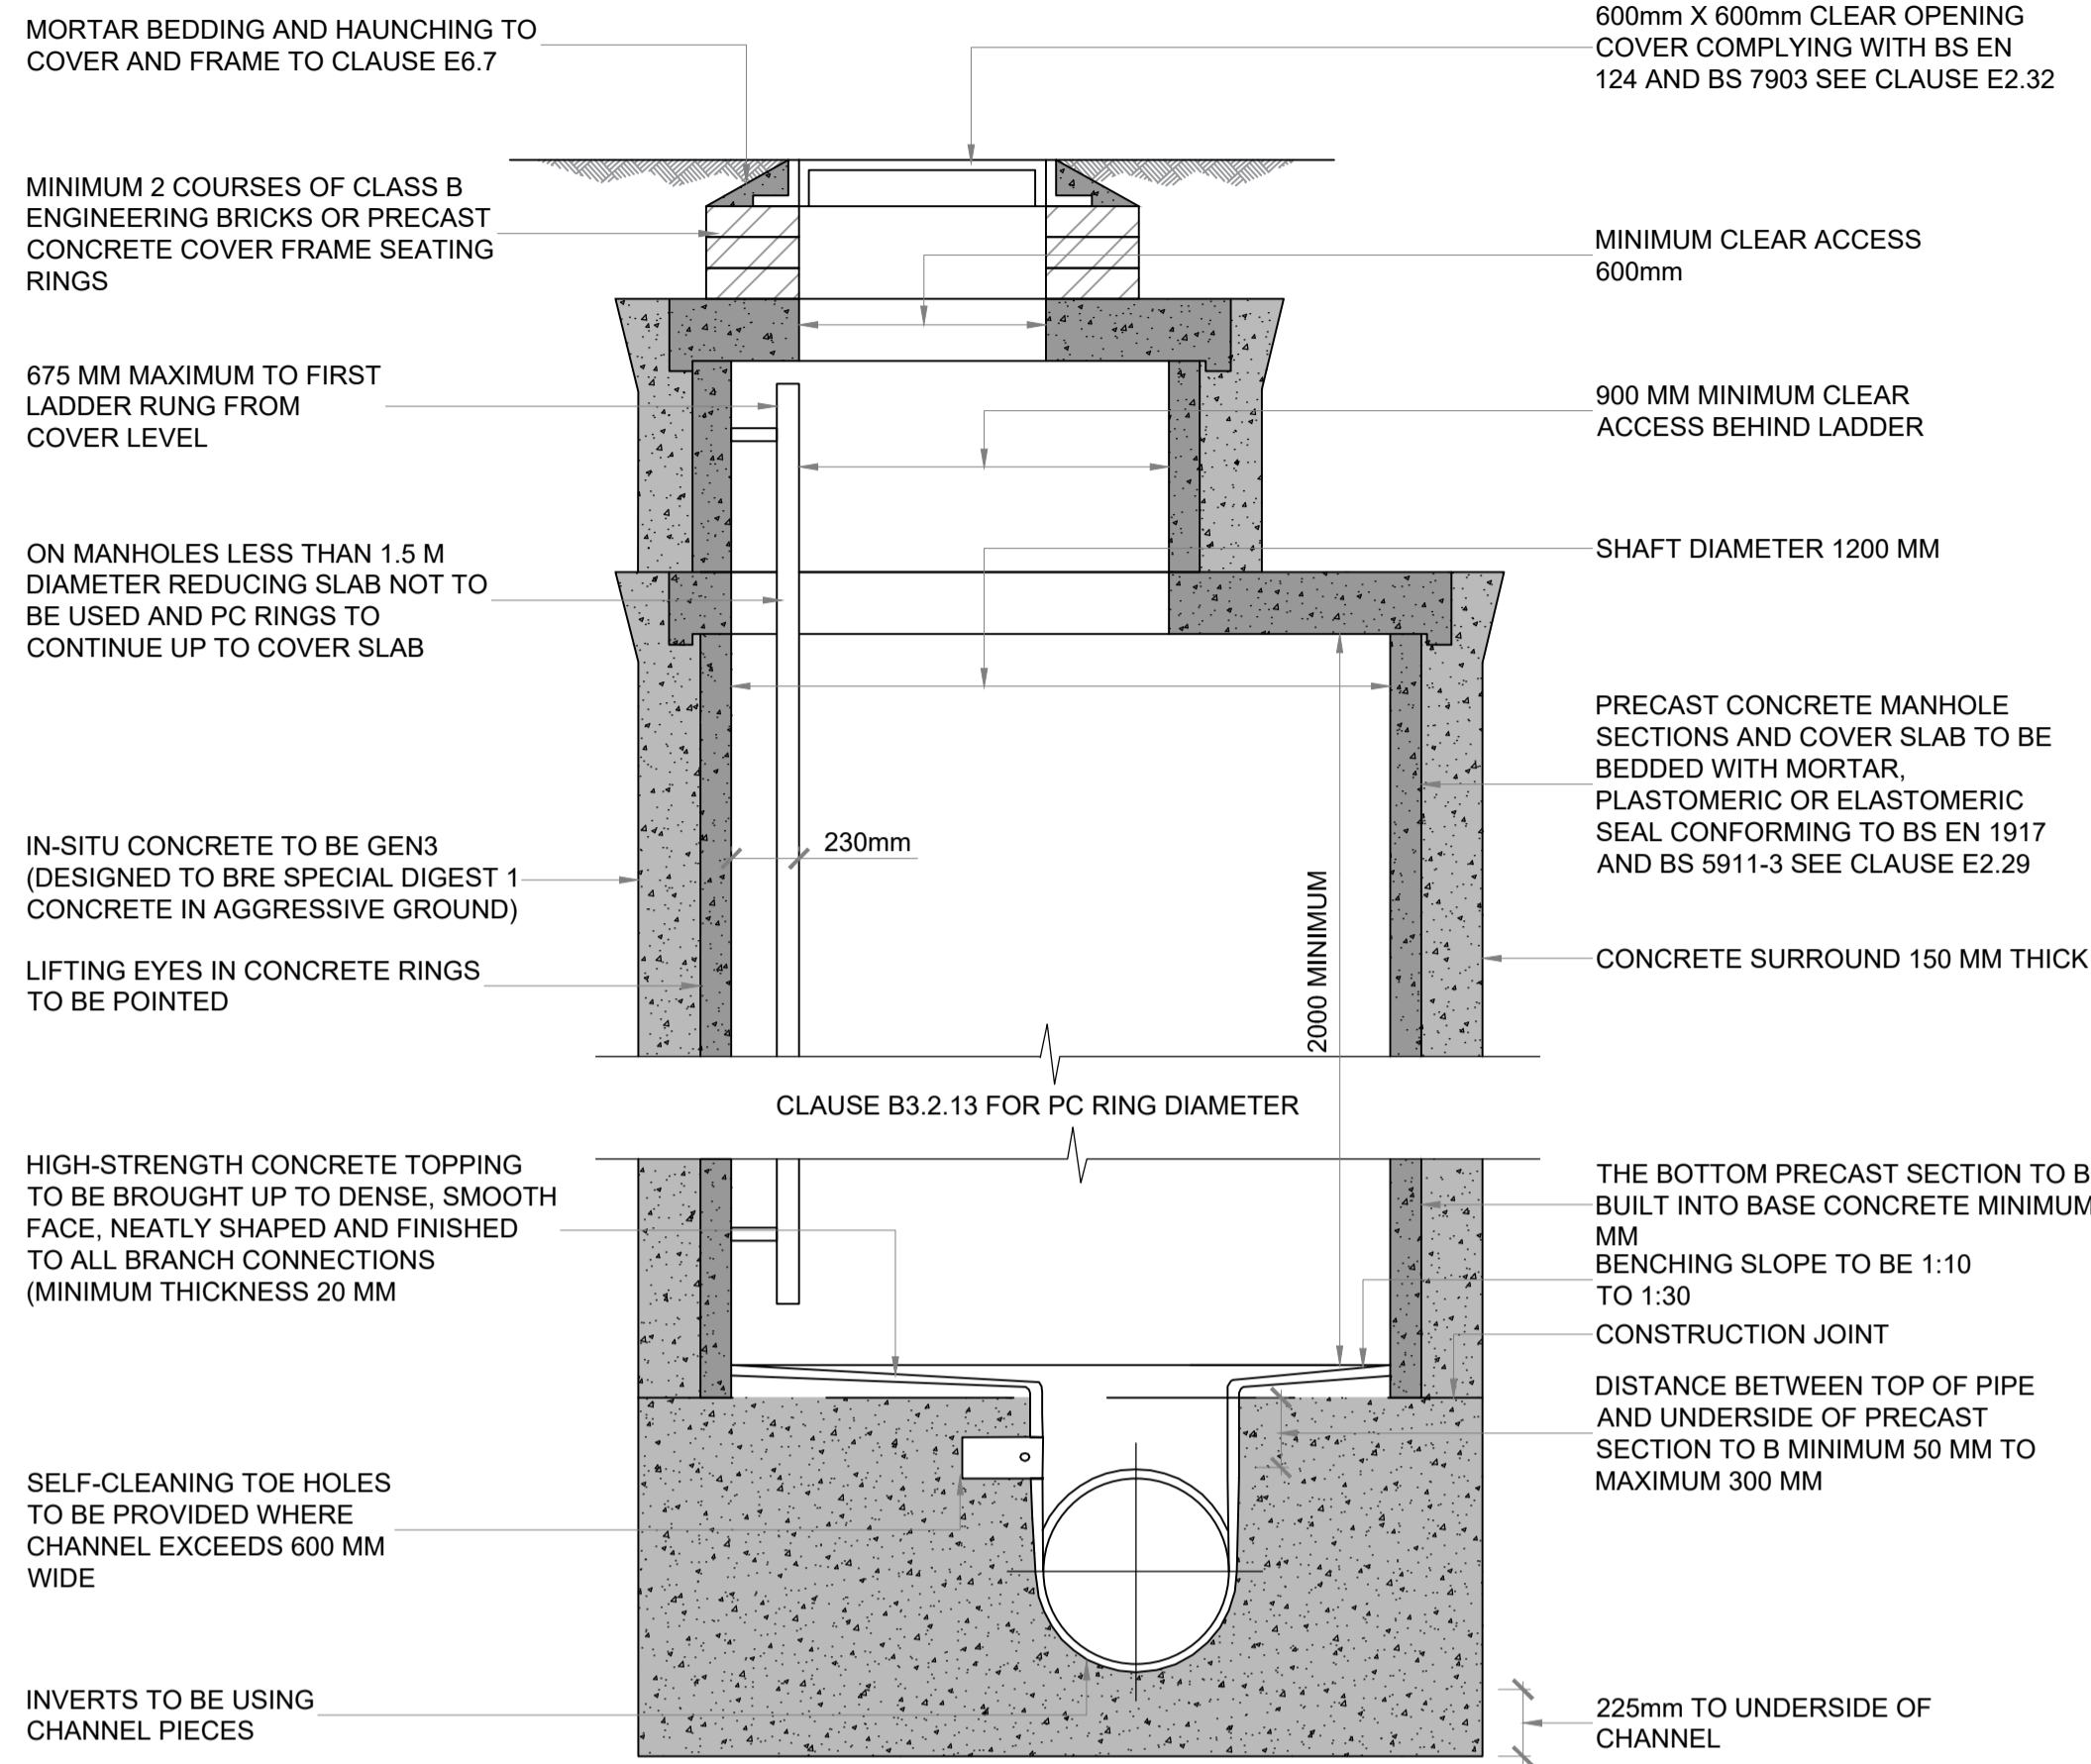 MORTAR BEDDING AND HAUNCHING TO
COVER AND FRAME TO CLAUSE E6.7
MINIMUM 2 COURSES OF CLASS B
ENGINEERING BRICKS OR PRECAST
CONCRETE COVER FRAME SEATING
RINGS
675 MM MAXIMUM TO FIRST
LADDER RUNG FROM
COVER LEVEL
ON MANHOLES LESS THAN 1.5 M
DIAMETER REDUCING SLAB NOT TO
BE USED AND PC RINGS TO
CONTINUE UP TO COVER SLAB
IN-SITU CONCRETE TO BE GEN3
(DESIGNED TO BRE SPECIAL DIGEST 1
CONCRETE IN AGGRESSIVE GROUND)
LIFTING EYES IN CONCRETE RINGS
TO BE POINTED
HIGH-STRENGTH CONCRETE TOPPING
TO BE BROUGHT UP TO DENSE, SMOOTH
FACE, NEATLY SHAPED AND FINISHED
TO ALL BRANCH CONNECTIONS
(MINIMUM THICKNESS 20 MM
SELF-CLEANING TOE HOLES
TO BE PROVIDED WHERE
CHANNEL EXCEEDS 600 MM
WIDE
INVERTS TO BE USING
CHANNEL PIECES
230mm
2000 MINIMUM
CLAUSE B3.2.13 FOR PC RING DIAMETER
600mm X 600mm CLEAR OPENING
COVER COMPLYING WITH BS EN
124 AND BS 7903 SEE CLAUSE E2.32
MINIMUM CLEAR ACCESS
600mm
900 MM MINIMUM CLEAR
ACCESS BEHIND LADDER
SHAFT DIAMETER 1200 MM
PRECAST CONCRETE MANHOLE
SECTIONS AND COVER SLAB TO BE
BEDDED WITH MORTAR,
PLASTOMERIC OR ELASTOMERIC
SEAL CONFORMING TO BS EN 1917
AND BS 5911-3 SEE CLAUSE E2.29
CONCRETE SURROUND 150 MM THICK
THE BOTTOM PRECAST SECTION TO B
BUILT INTO BASE CONCRETE MINIMUM
MM
BENCHING SLOPE TO BE 1:10
TO 1:30
CONSTRUCTION JOINT
DISTANCE BETWEEN TOP OF PIPE
AND UNDERSIDE OF PRECAST
SECTION TO B MINIMUM 50 MM TO
MAXIMUM 300 MM
225mm TO UNDERSIDE OF
CHANNEL